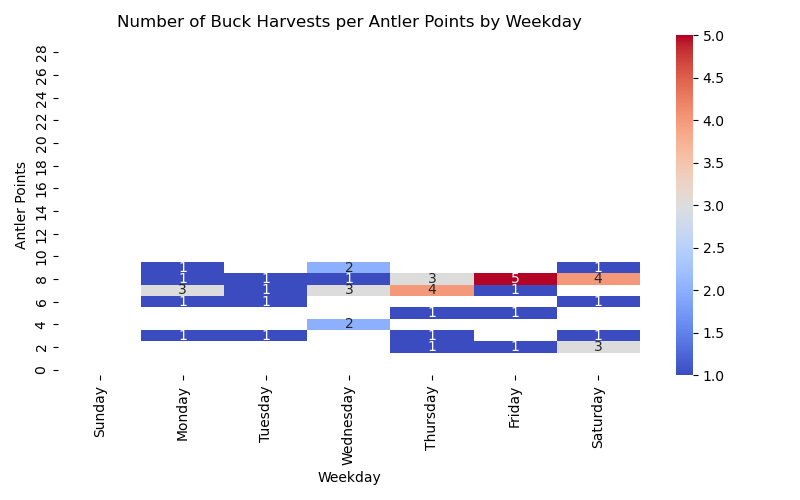 Number of Buck Harvests per Antler Points by Weekday
Antler Points
28
26
24
22
20
18
16
14
12
10
8
6
4
2
0
1 2 1
1 1 1 3 5 4
3 1 3 4 1
1 1 1
1 1
2
1 1 1 1
1 1 3
Sunday
Monday
Tuesday
Wednesday
Thursday
Friday
Saturday
Weekday
5.0
4.5
4.0
3.5
3.0
2.5
2.0
1.5
1.0